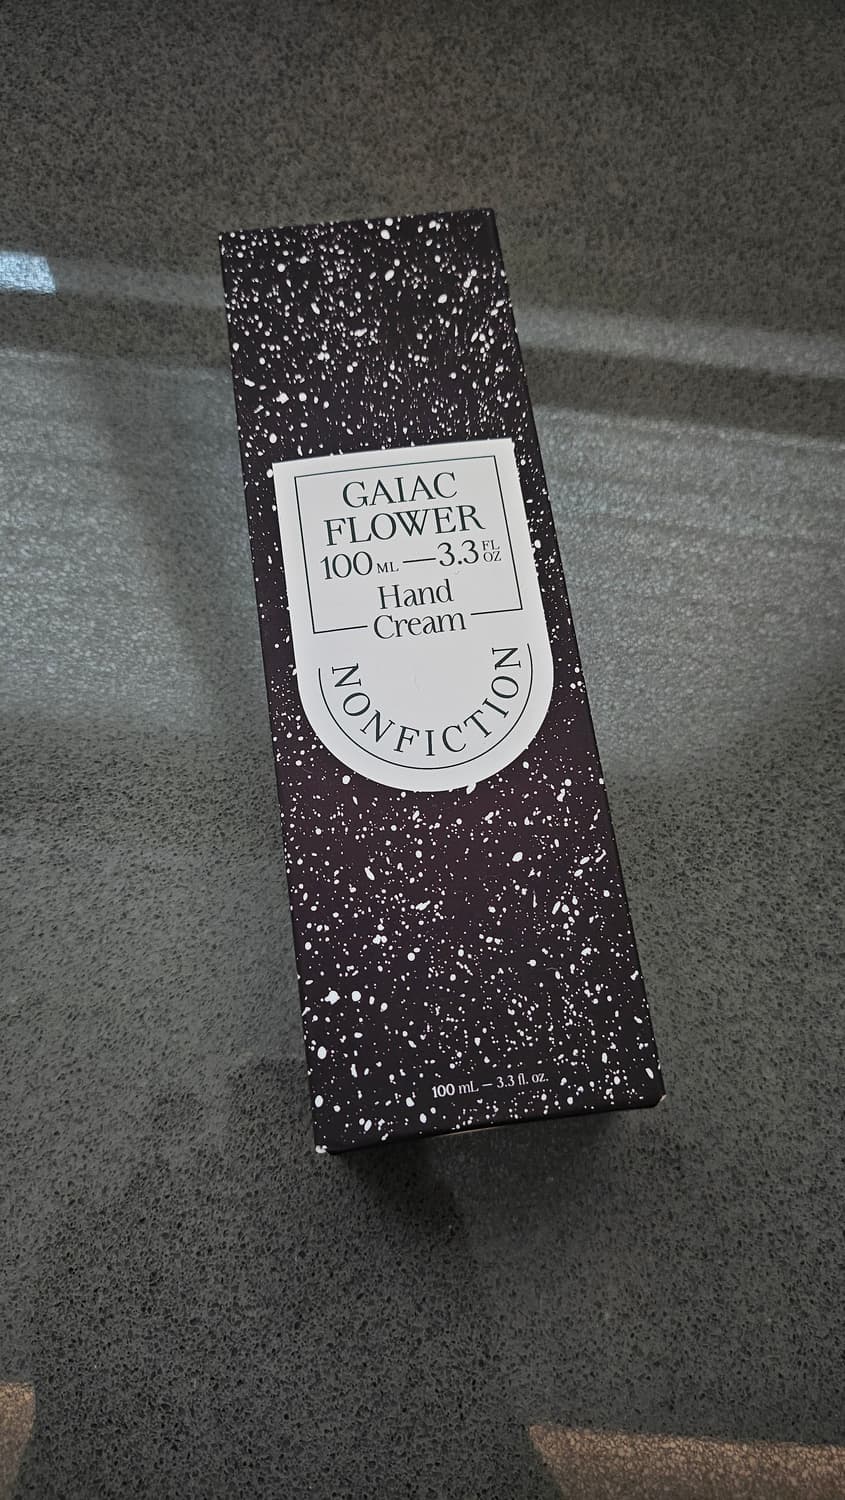 GAIAC
FLOWER
100 ML — 3.3 FL OZ
Hand
Cream
NONFICTION
100 mL — 3.3 fl. oz.